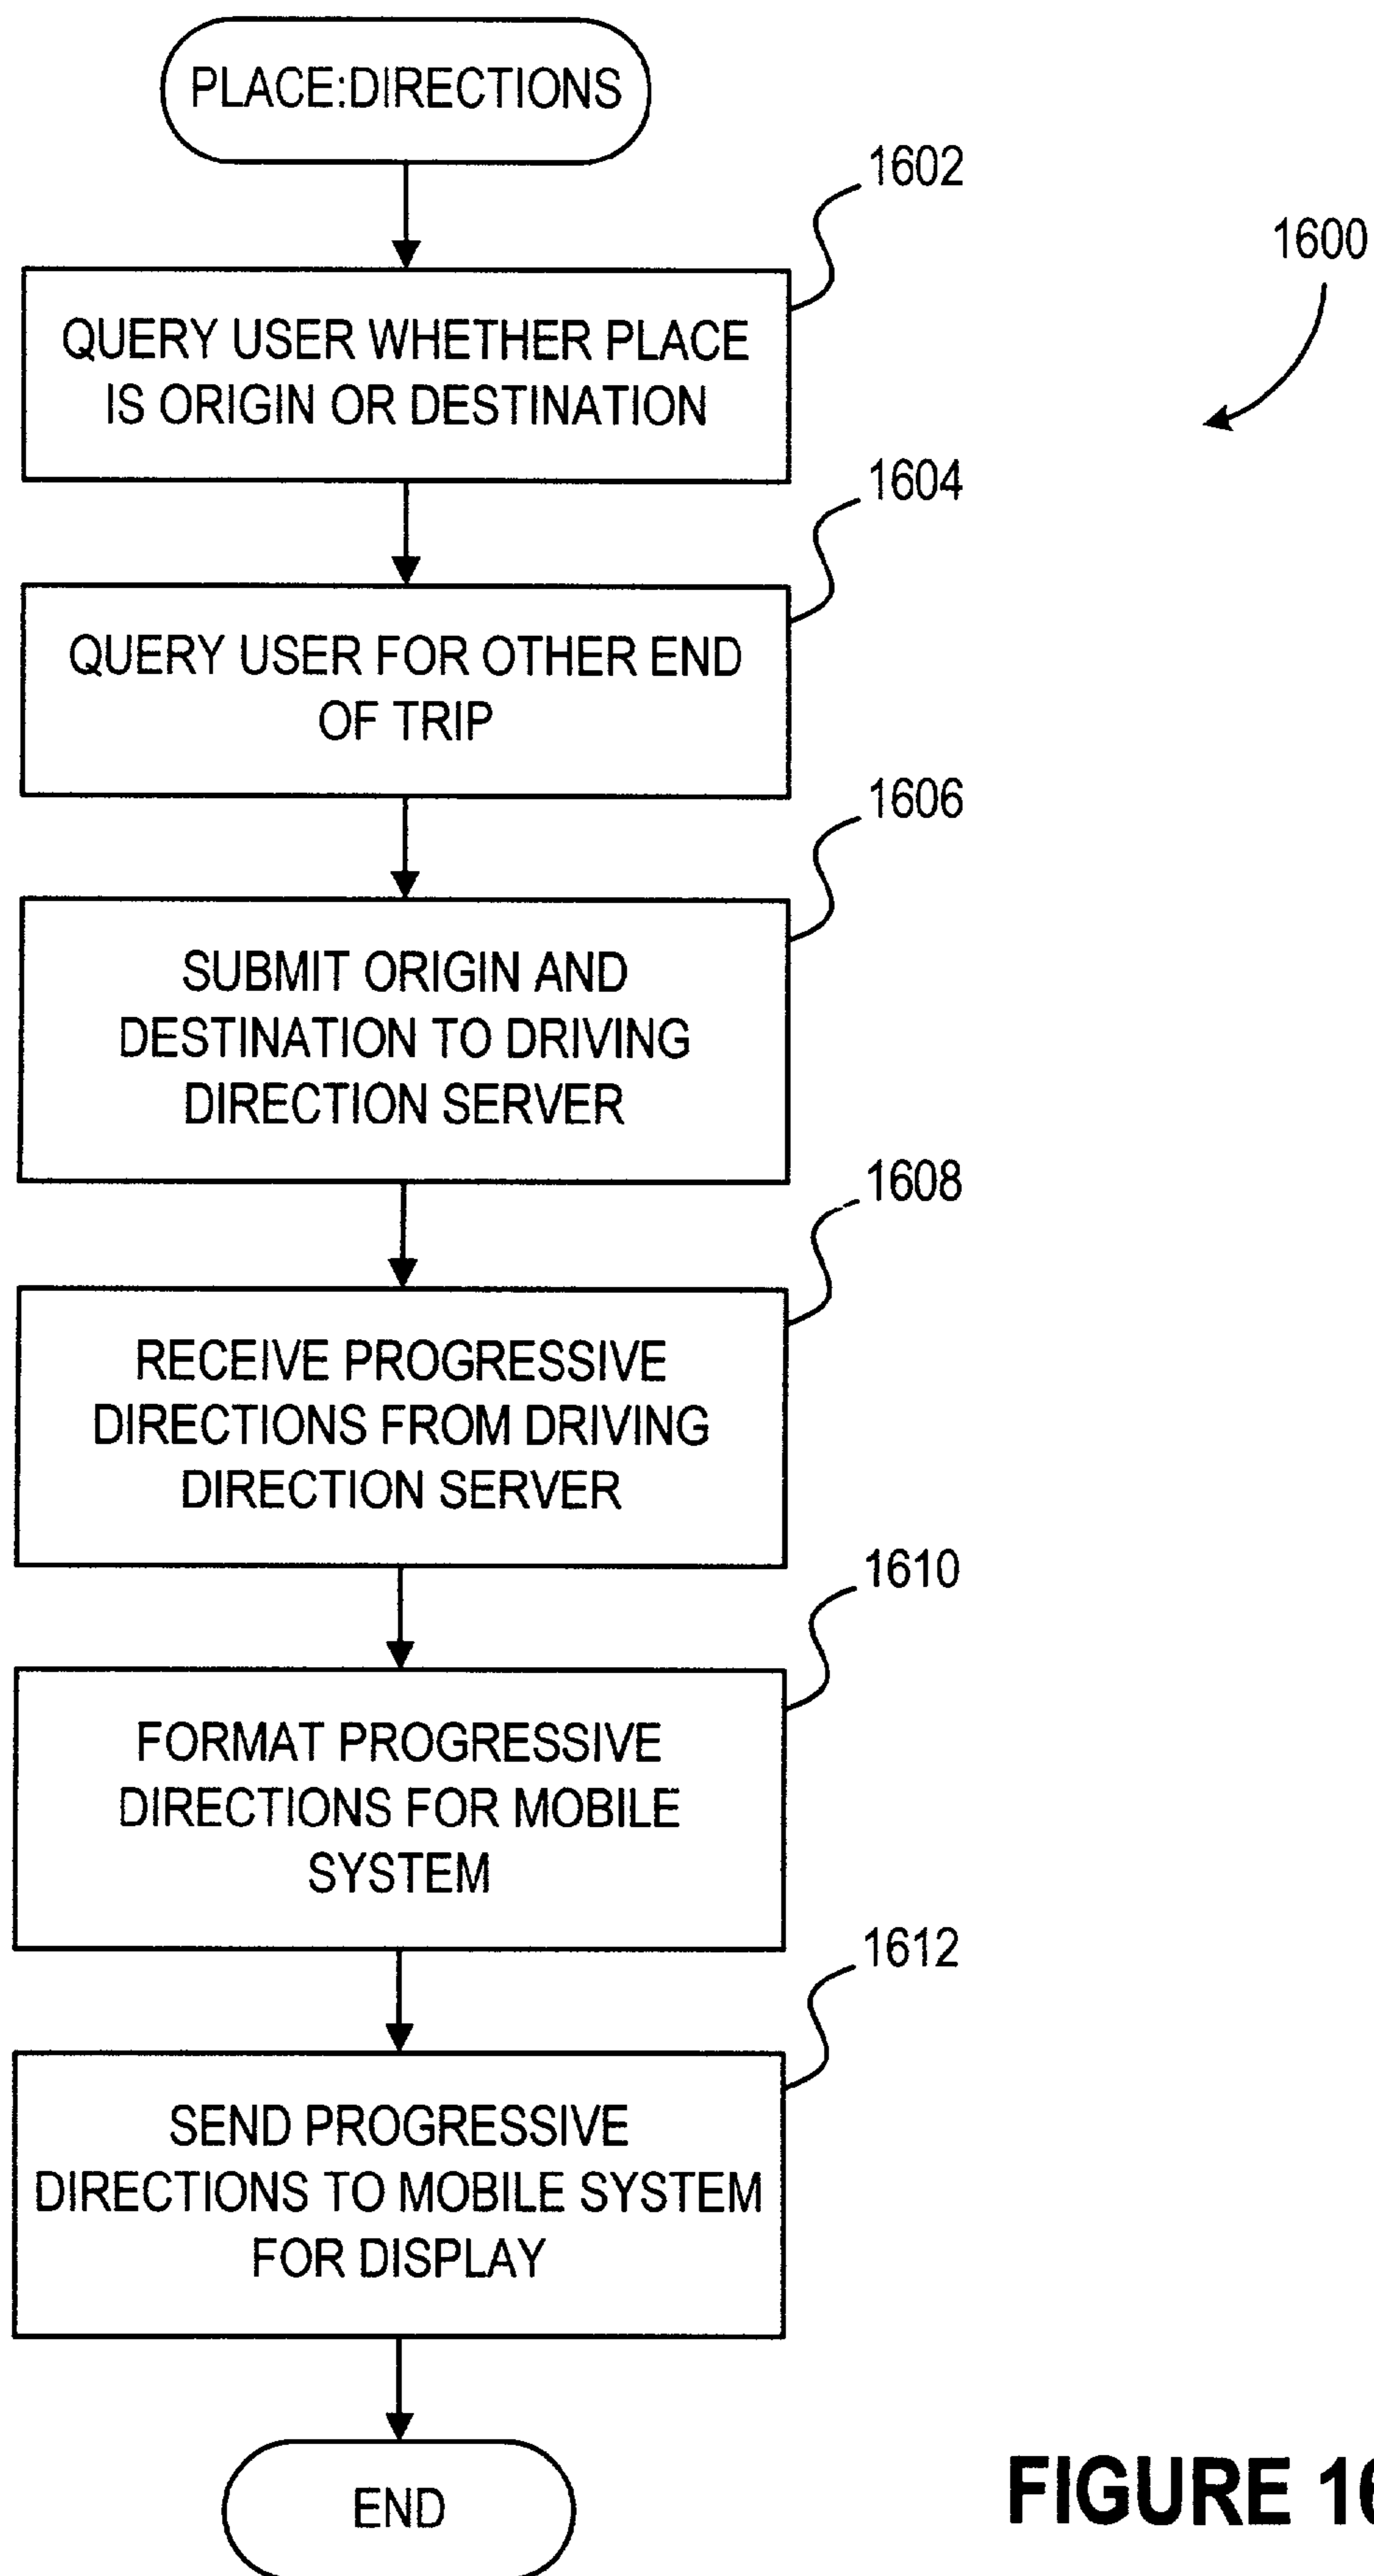 PLACE:DIRECTIONS
1602
1600
QUERY USER WHETHER PLACE
IS ORIGIN OR DESTINATION
1604
QUERY USER FOR OTHER END
OF TRIP
1606
SUBMIT ORIGIN AND
DESTINATION TO DRIVING
DIRECTION SERVER
1608
RECEIVE PROGRESSIVE
DIRECTIONS FROM DRIVING
DIRECTION SERVER
1610
FORMAT PROGRESSIVE
DIRECTIONS FOR MOBILE
SYSTEM
1612
SEND PROGRESSIVE
DIRECTIONS TO MOBILE SYSTEM
FOR DISPLAY
END
FIGURE 16